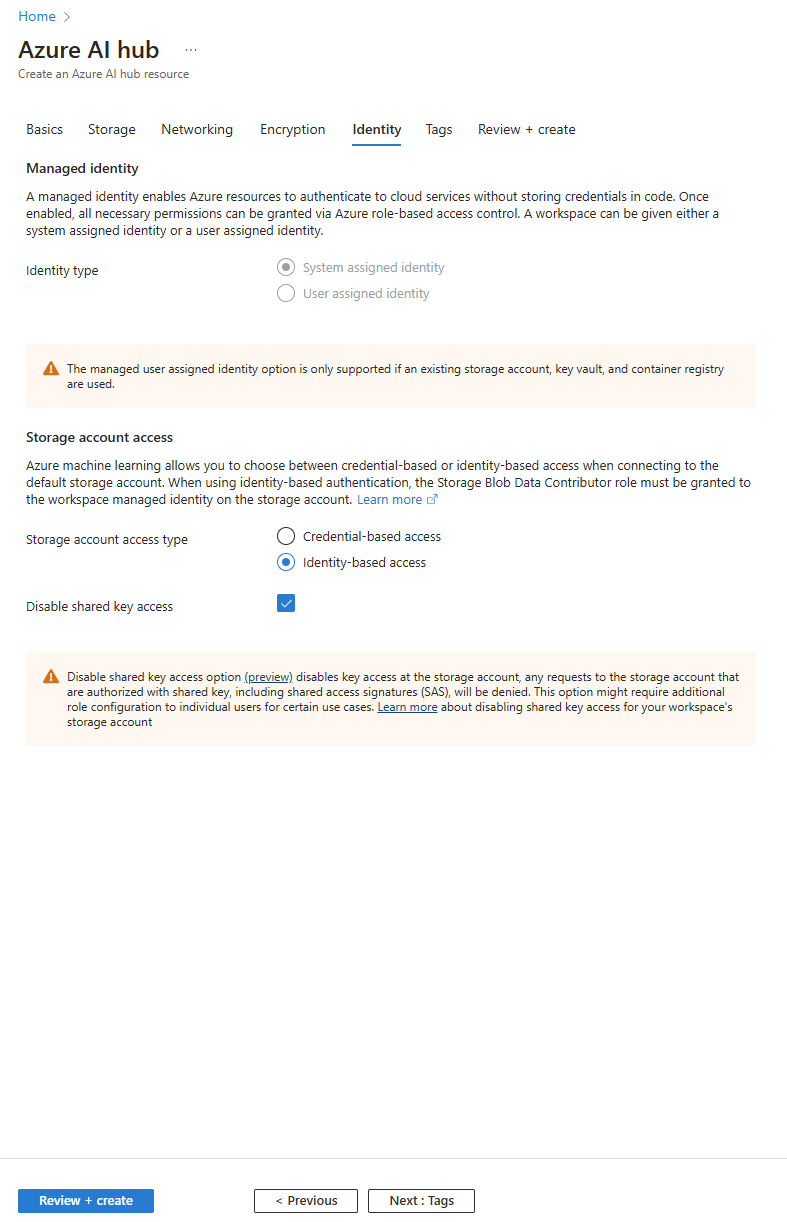 Home
Azure AI hub ...
Create an Azure AI hub resource
Basics Storage Networking Encryption Identity Tags Review + create
Managed identity
A managed identity enables Azure resources to authenticate to cloud services without storing credentials in code. Once
enabled, all necessary permissions can be granted via Azure role-based access control. A workspace can be given either a
system assigned identity or a user assigned identity.
Identity type
System assigned identity
User assigned identity
The managed user assigned identity option is only supported if an existing storage account, key vault, and container registry
are used.
Storage account access
Azure machine learning allows you to choose between credential-based or identity-based access when connecting to the
default storage account. When using identity-based authentication, the Storage Blob Data Contributor role must be granted to
the workspace managed identity on the storage account. Learn more
Storage account access type
Credential-based access
Identity-based access
Disable shared key access
Disable shared key access option (preview) disables key access at the storage account, any requests to the storage account that
are authorized with shared key, including shared access signatures (SAS), will be denied. This option might require additional
role configuration to individual users for certain use cases. Learn more about disabling shared key access for your workspace's
storage account
Review + create < Previous Next : Tags